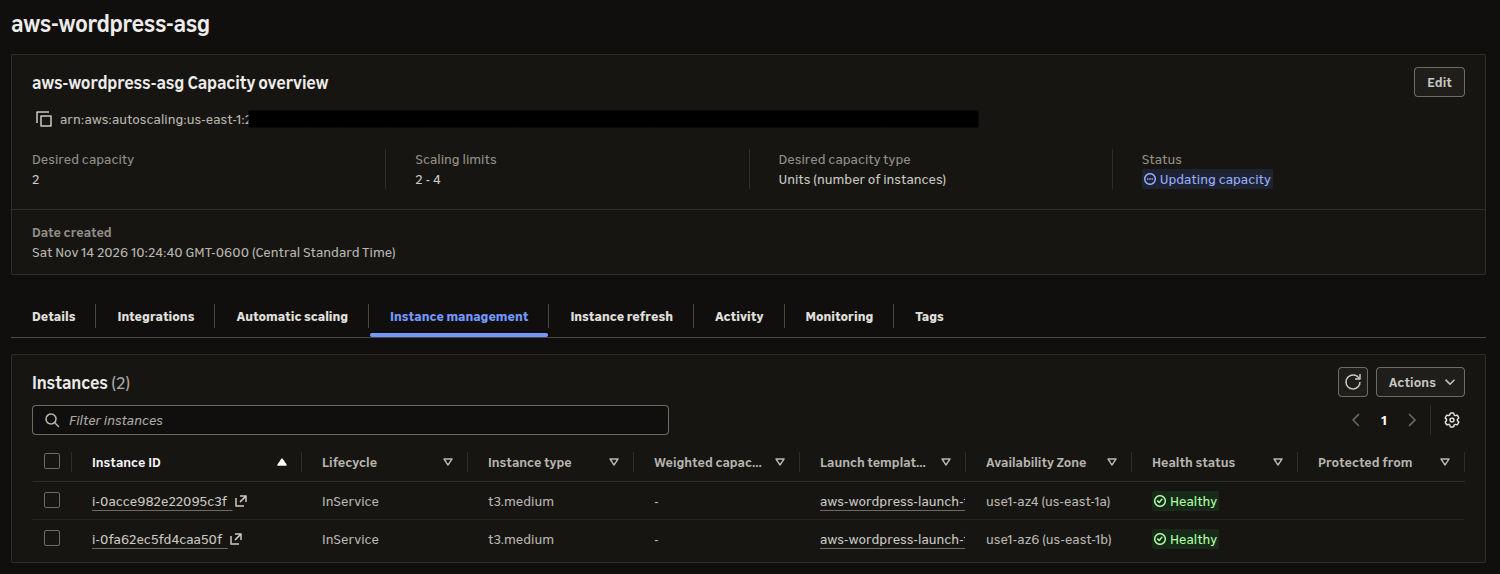 aws-wordpress-asg
aws-wordpress-asg Capacity overview
Edit
arn:aws:autoscaling:us-east-1:2
Desired capacity
2
Scaling limits
2 - 4
Desired capacity type
Units (number of instances)
Status
Updating capacity
Date created
Sat Nov 14 2026 10:24:40 GMT-0600 (Central Standard Time)
Details Integrations Automatic scaling Instance management Instance refresh Activity Monitoring Tags
Instances (2)
Actions
Filter instances
1
Instance ID Lifecycle Instance type Weighted capac... Launch templat... Availability Zone Health status Protected from
i-0acce982e22095c3f InService t3.medium - aws-wordpress-launch- use1-az4 (us-east-1a) Healthy
i-0fa62ec5fd4caa50f InService t3.medium - aws-wordpress-launch- use1-az6 (us-east-1b) Healthy